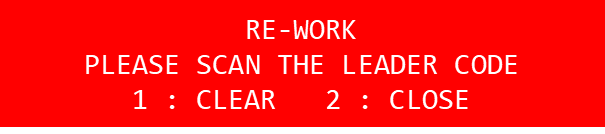 RE-WORK
PLEASE SCAN THE LEADER CODE
1 : CLEAR   2 : CLOSE